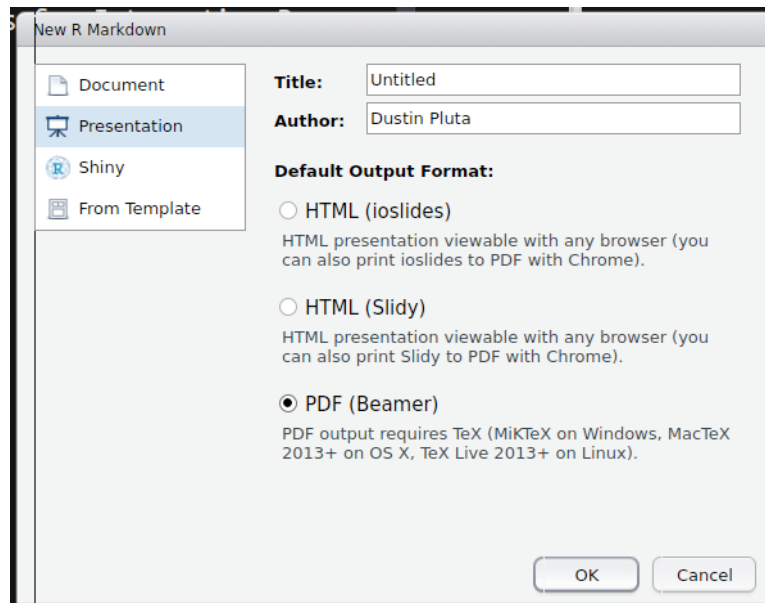 New R Markdown
Document
Presentation
Shiny
From Template
Title: Untitled
Author: Dustin Pluta
Default Output Format:
HTML (ioslides)
HTML presentation viewable with any browser (you
can also print ioslides to PDF with Chrome).
HTML (Slidy)
HTML presentation viewable with any browser (you
can also print Slidy to PDF with Chrome).
PDF (Beamer)
PDF output requires TeX (MiKTeX on Windows, MacTeX
2013+ on OS X, TeX Live 2013+ on Linux).
OK Cancel